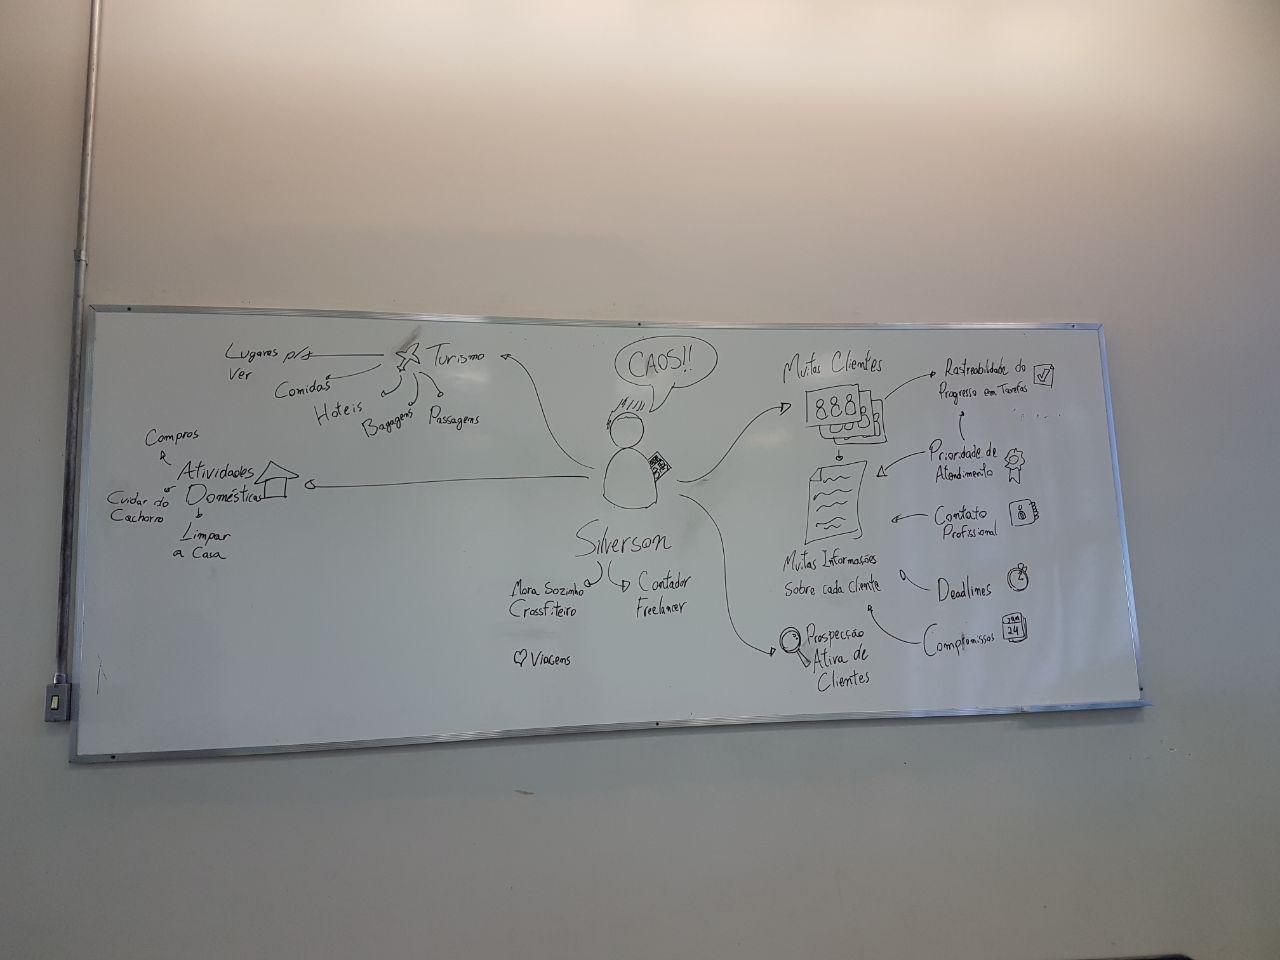 Lugares p/
Ver
Comidas
Hoteis
Bagagens
Passagens
Turismo
Compras
Atividades
Domésticas
Cuidar do
Cachorro
Limpar
a Casa
CAOS!!
Silverson
Mora Sozinho
Crossfiteiro
Contador
Freelancer
♡ Viagens
Muitos Clientes
Muitas Informações
Sobre cada Cliente
Prospecção
Ativa de
Clientes
Rastreabilidade do
Progresso em Tarefas
Prioridade de
Atendimento
Contato
Profissional
Deadlines
Compromissos
JAN
24